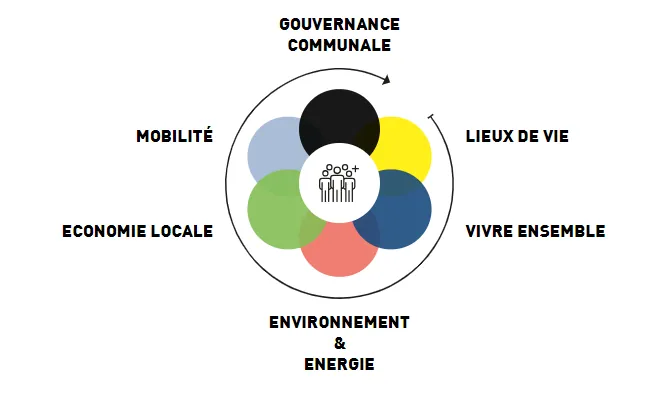 GOUVERNANCE
COMMUNALE
MOBILITÉ
LIEUX DE VIE
ECONOMIE LOCALE
VIVRE ENSEMBLE
ENVIRONNEMENT
&
ENERGIE